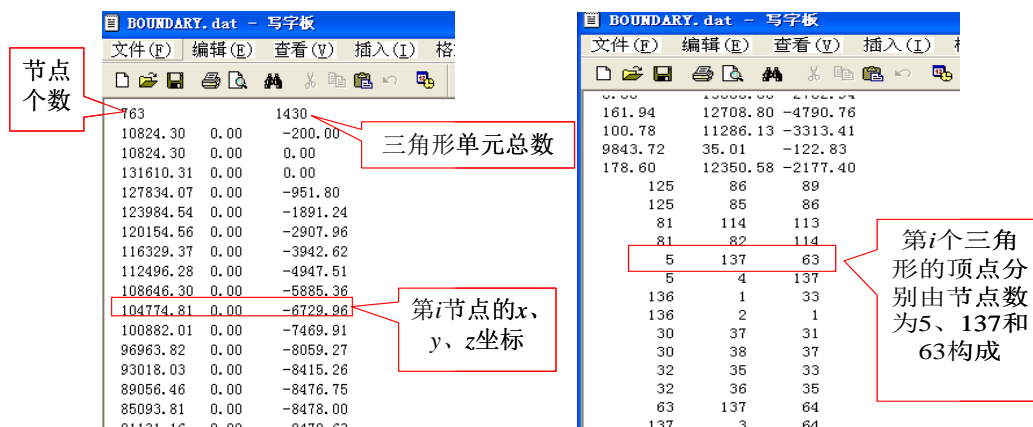 BOUNDARY.dat - 写字板
文件(F) 编辑(E) 查看(V) 插入(I) 格
节点
个数
763 1430
三角形单元总数
10824.30 0.00 -200.00
10824.30 0.00 0.00
131610.31 0.00 0.00
127834.07 0.00 -951.80
123984.54 0.00 -1891.24
120154.56 0.00 -2907.96
116329.37 0.00 -3942.62
112496.28 0.00 -4947.51
108646.30 0.00 -5885.36
104774.81 0.00 -6729.96
100882.01 0.00 -7469.91
96963.82 0.00 -8059.27
93018.03 0.00 -8415.26
89056.46 0.00 -8476.75
85093.81 0.00 -8478.00
第i节点的x、
y、z坐标
BOUNDARY.dat - 写字板
文件(F) 编辑(E) 查看(V) 插入(I)
161.94 12708.80 -4790.76
100.78 11286.13 -3313.41
9843.72 35.01 -122.83
178.60 12350.58 -2177.40
125 86 89
125 85 86
81 114 113
81 82 114
5 137 63
5 4 137
136 1 33
136 2 1
30 37 31
30 38 37
32 35 33
32 36 35
63 137 64
137 3 64
第i个三角
形的顶点分
别由节点数
为5、137和
63构成